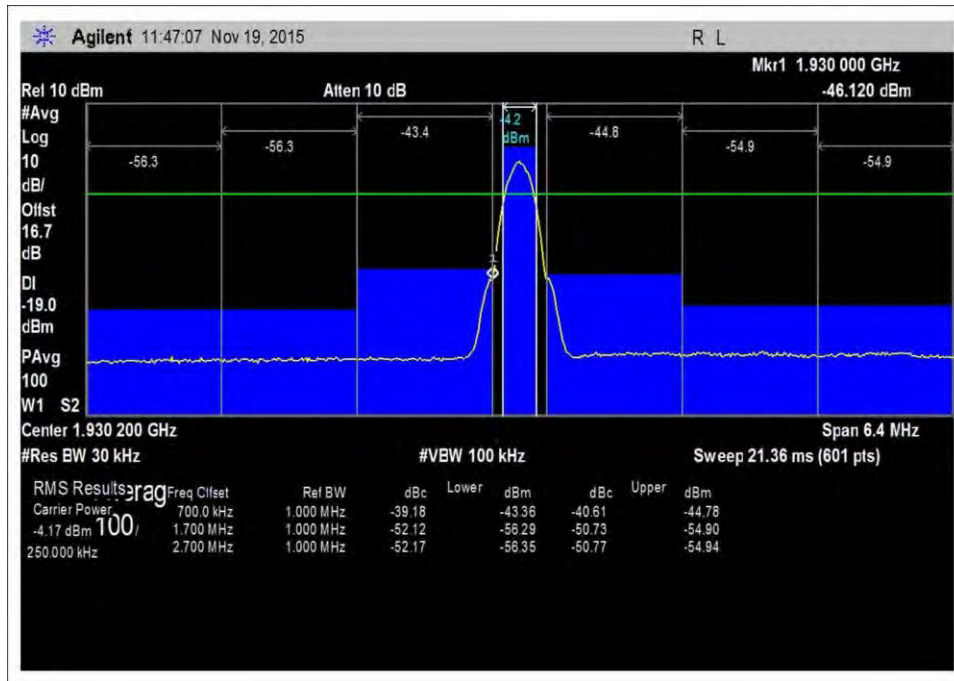 Agilent 11:47:07 Nov 19, 2015 R L
Mkr1 1.930 000 GHz
Rel 10 dBm Atten 10 dB -46.120 dBm
#Avg
Log
10
dB/
Offst
16.7
dB
DI
-19.0
dBm
PAvg
100
W1 S2
-56.3 -56.3 -43.4 -4.2 dBm -44.8 -54.9 -54.9
1
Center 1.930 200 GHz Span 6.4 MHz
#Res BW 30 kHz #VBW 100 kHz Sweep 21.36 ms (601 pts)
RMS Results Freq Clfset Ref BW dBc Lower dBm dBc Upper dBm
Carrier Power 700.0 kHz 1.000 MHz -39.18 -43.36 -40.61 -44.78
-4.17 dBm 100/ 1.700 MHz 1.000 MHz -52.12 -56.29 -50.73 -54.90
250.000 kHz 2.700 MHz 1.000 MHz -52.17 -56.35 -50.77 -54.94